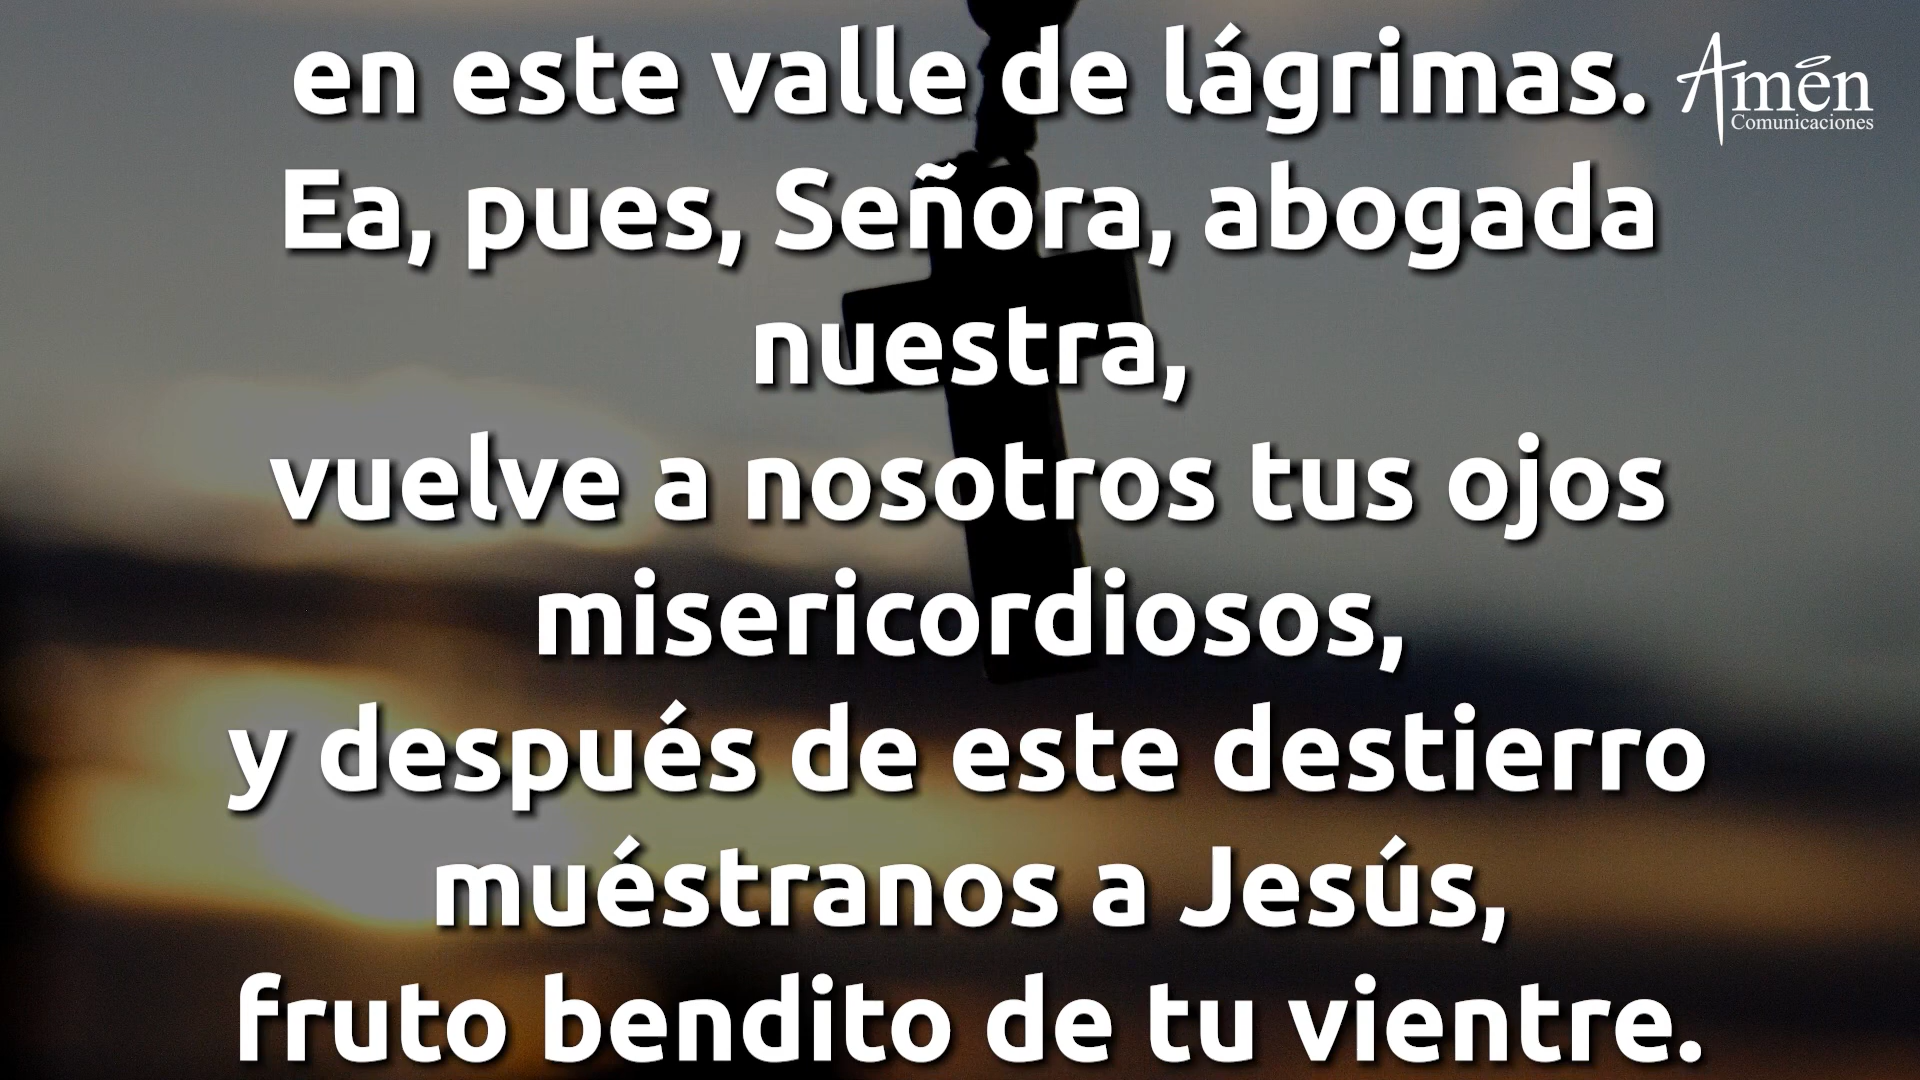 en este valle de lágrimas.
Amén
Comunicaciones
Ea, pues, Señora, abogada
nuestra,
vuelve a nosotros tus ojos
misericordiosos,
y después de este destierro
muéstranos a Jesús,
fruto bendito de tu vientre.